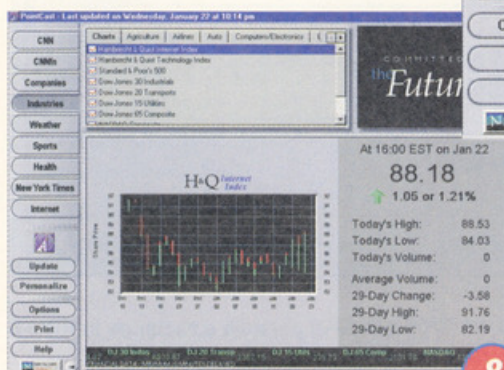 PointCast - Last updated on Wednesday, January 22 at 10:14 pm
CNN
CNNfn
Companies
Industries
Weather
Sports
Health
New York Times
Internet
Update
Personalize
Options
Print
Help
Charts Agriculture Airlines Auto Computers/Electronics
Hambrecht & Quist Internet Index
Hambrecht & Quist Technology Index
Standard & Poor's 500
Dow Jones 30 Industrials
Dow Jones 20 Transports
Dow Jones 15 Utilities
Dow Jones 65 Composite
COMMITTED
the Futur
H&Q Internet Index
Share Price
At 16:00 EST on Jan 22
88.18
1.05 or 1.21%
Today's High: 88.53
Today's Low: 84.03
Today's Volume: 0
Average Volume: 0
29-Day Change: -3.58
29-Day High: 91.76
29-Day Low: 82.19
DJ 30 Indus DJ 20 Transp DJ 15 Utils DJ 65 Comp NASDAQ
8